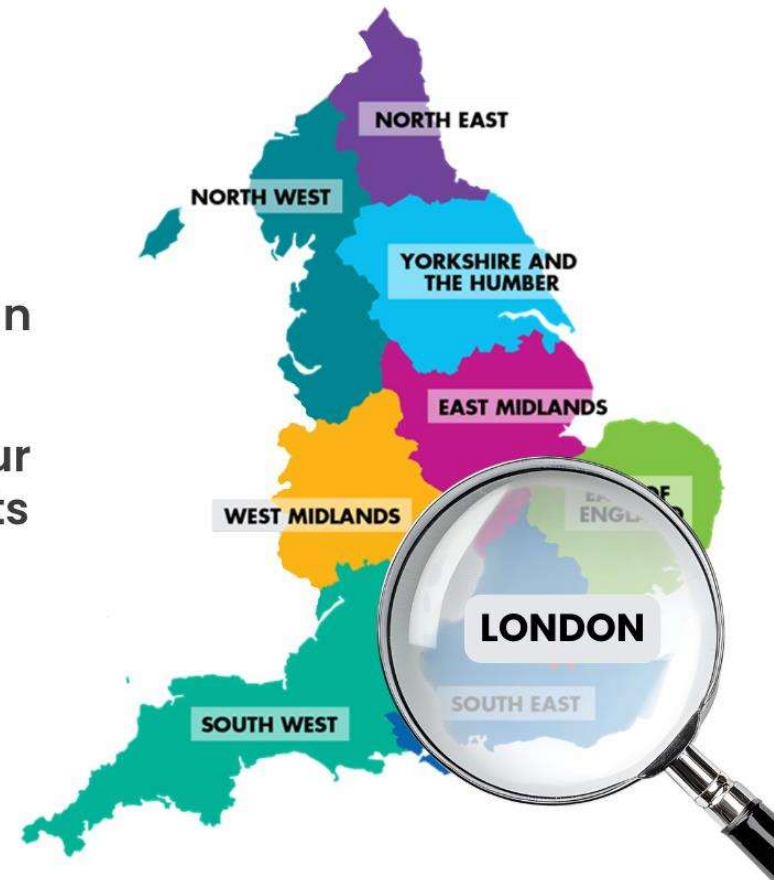 NORTH EAST
NORTH WEST
YORKSHIRE AND
THE HUMBER
n
EAST MIDLANDS
ur
ts
WEST MIDLANDS
LONDON
SOUTH EAST
SOUTH WEST